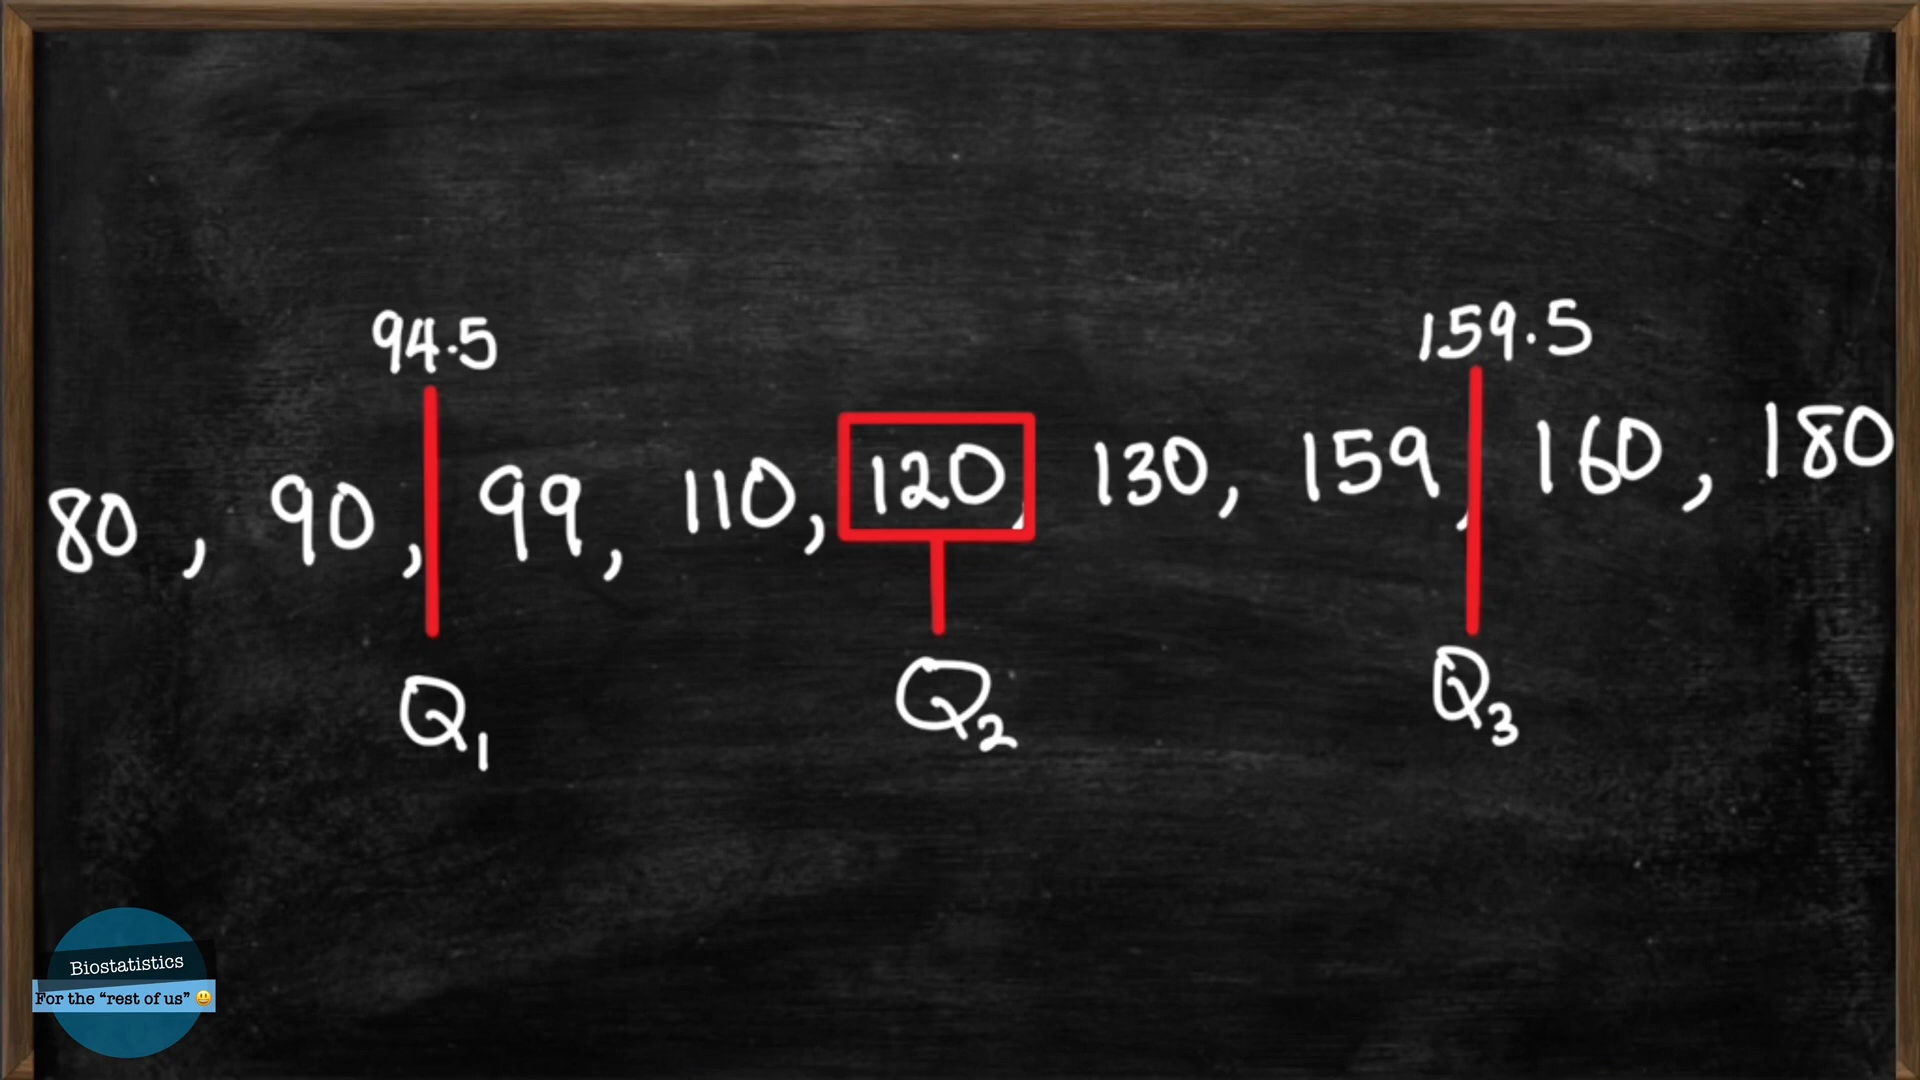 94.5 159.5
80, 90, 99, 110, 120, 130, 159, 160, 180
Q1 Q2 Q3
Biostatistics
For the “rest of us” 😃